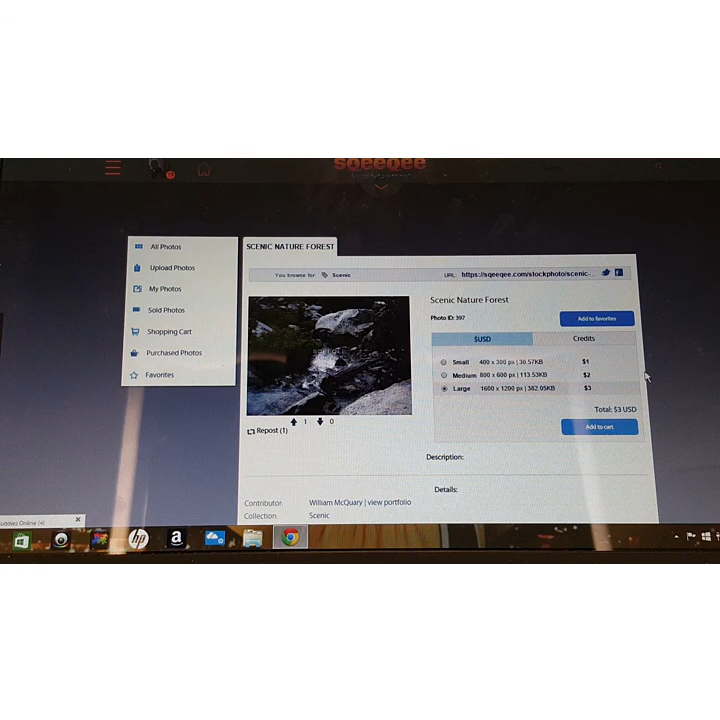 sqeeqee
All Photos
Upload Photos
My Photos
Sold Photos
Shopping Cart
Purchased Photos
Favorites
SCENIC NATURE FOREST
You browse for: Scenic
URL: https://sqeeqee.com/stockphoto/scenic-...
Scenic Nature Forest
Photo ID: 397
Add to favorites
$USD Credits
Small 400 x 300 px | 30.57KB $1
Medium 800 x 600 px | 113.53KB $2
Large 1600 x 1200 px | 382.05KB $3
Total: $3 USD
Add to cart
1 0
Repost (1)
Description:
Details:
Contributor: William McQuary | view portfolio
Collection: Scenic
uddies Online (4)
hp
a